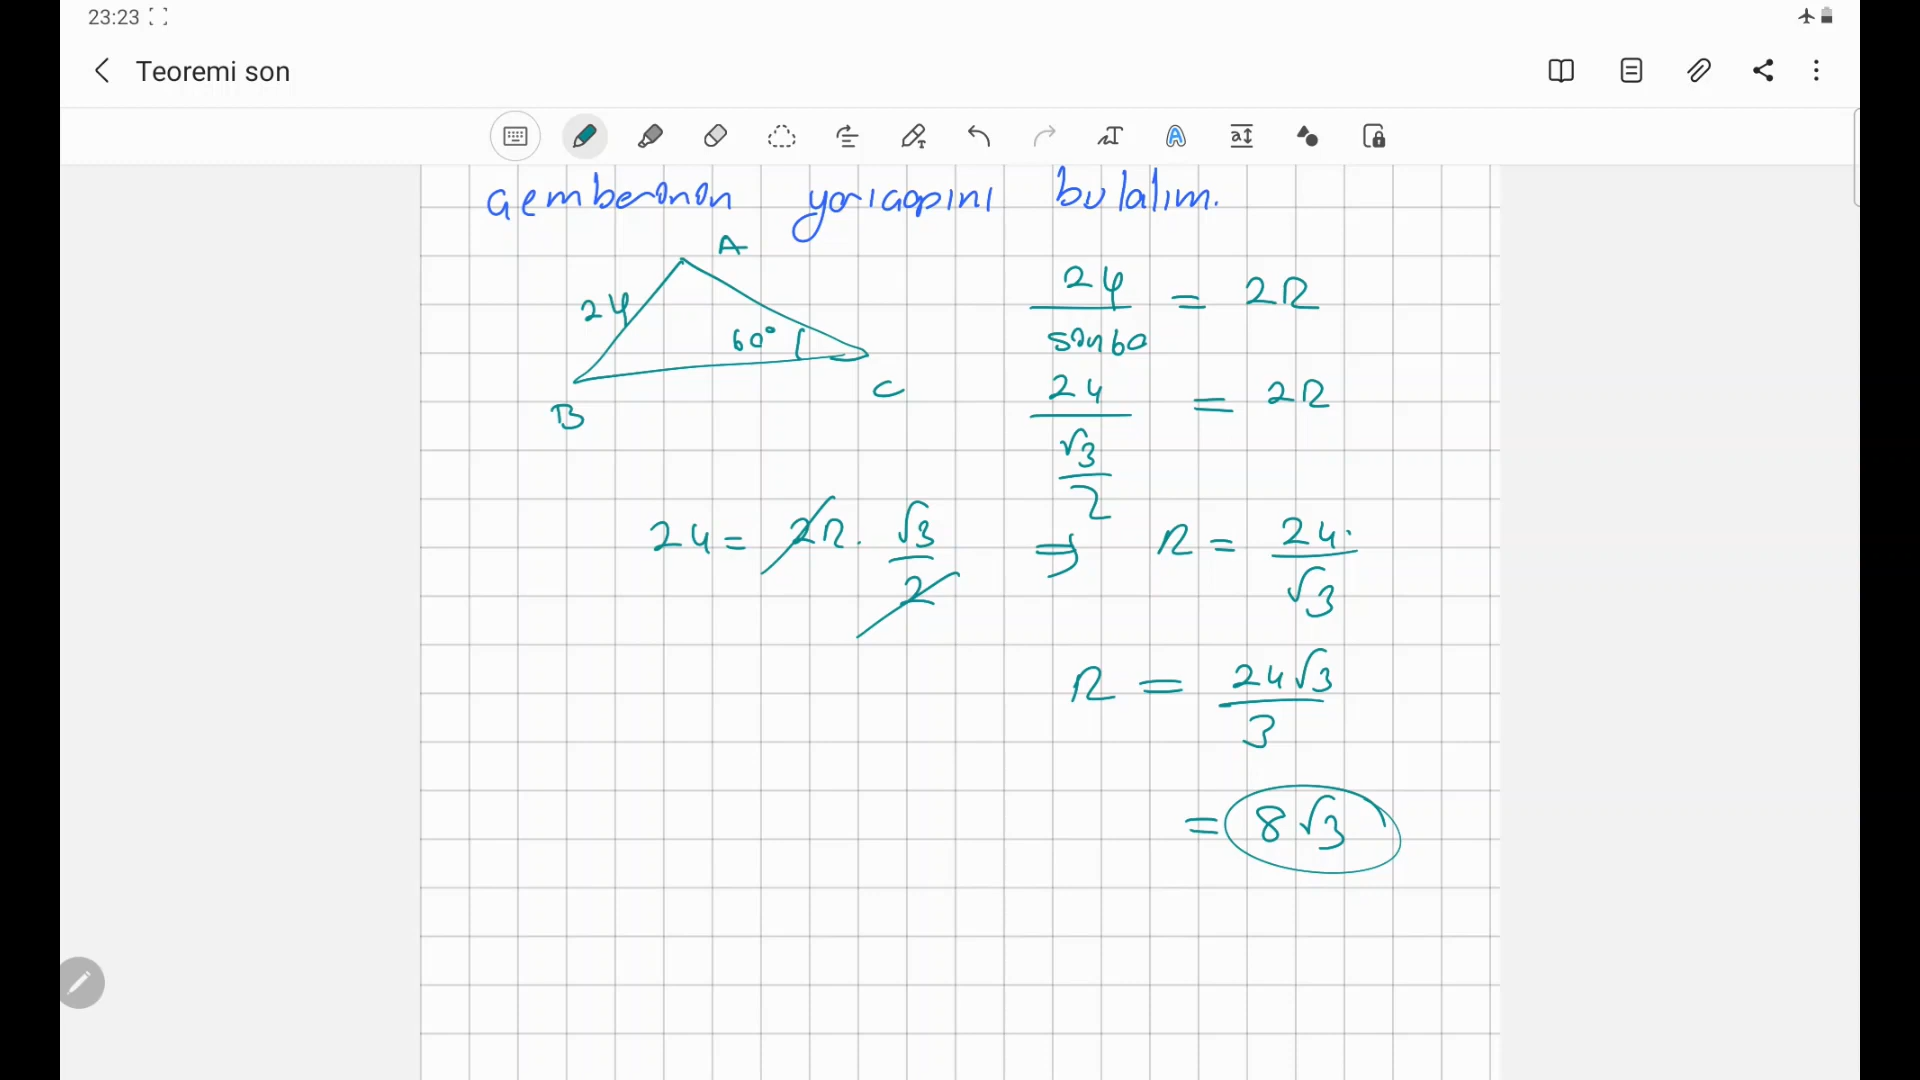 23:23
Teoremi son
çemberinin yarıçapını bulalım.
A
24
60°
B
C
24/sin60 = 2R
24/(√3/2) = 2R
24 = 2R . √3/2 ⇒ R = 24/√3
R = 24√3/3
= 8√3